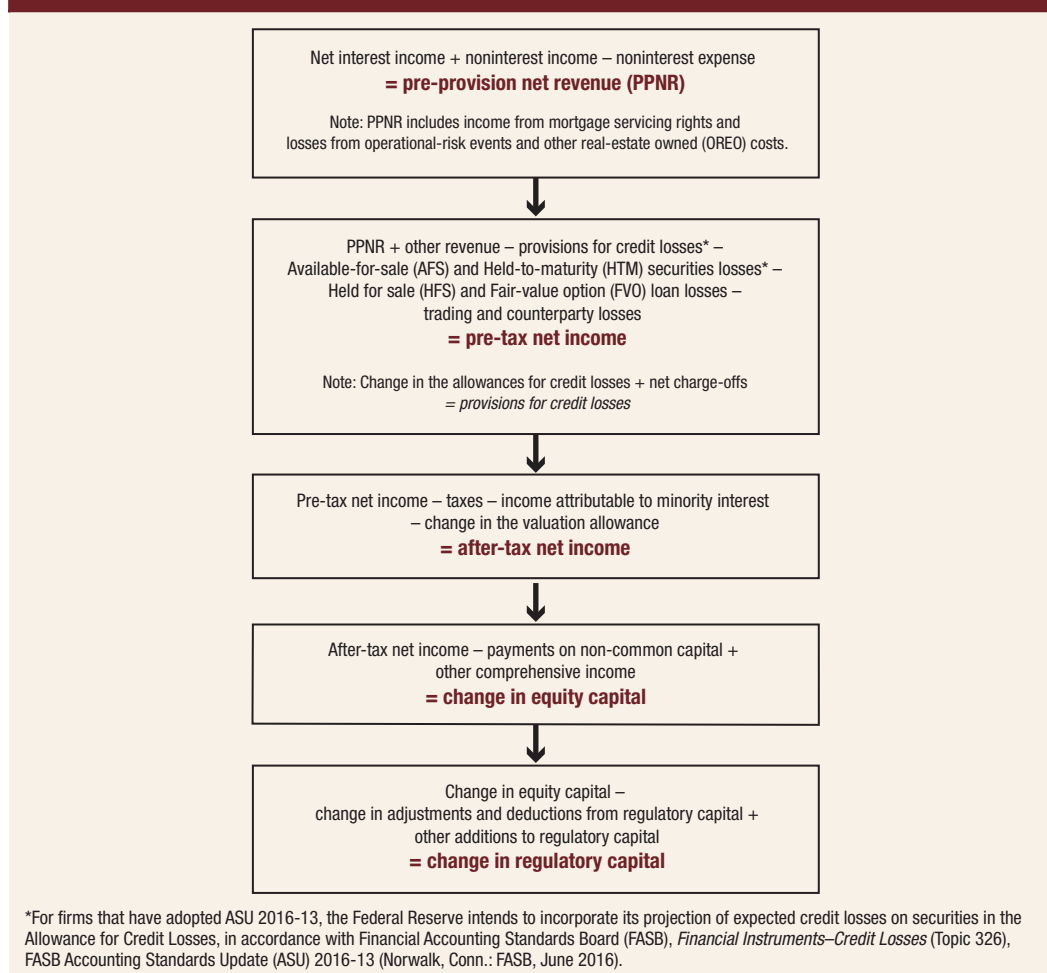 Net interest income + noninterest income – noninterest expense
= pre-provision net revenue (PPNR)
Note: PPNR includes income from mortgage servicing rights and
losses from operational-risk events and other real-estate owned (OREO) costs.
PPNR + other revenue – provisions for credit losses* –
Available-for-sale (AFS) and Held-to-maturity (HTM) securities losses* –
Held for sale (HFS) and Fair-value option (FVO) loan losses –
trading and counterparty losses
= pre-tax net income
Note: Change in the allowances for credit losses + net charge-offs
= provisions for credit losses
Pre-tax net income – taxes – income attributable to minority interest
– change in the valuation allowance
= after-tax net income
After-tax net income – payments on non-common capital +
other comprehensive income
= change in equity capital
Change in equity capital –
change in adjustments and deductions from regulatory capital +
other additions to regulatory capital
= change in regulatory capital
*For firms that have adopted ASU 2016-13, the Federal Reserve intends to incorporate its projection of expected credit losses on securities in the
Allowance for Credit Losses, in accordance with Financial Accounting Standards Board (FASB), Financial Instruments–Credit Losses (Topic 326),
FASB Accounting Standards Update (ASU) 2016-13 (Norwalk, Conn.: FASB, June 2016).